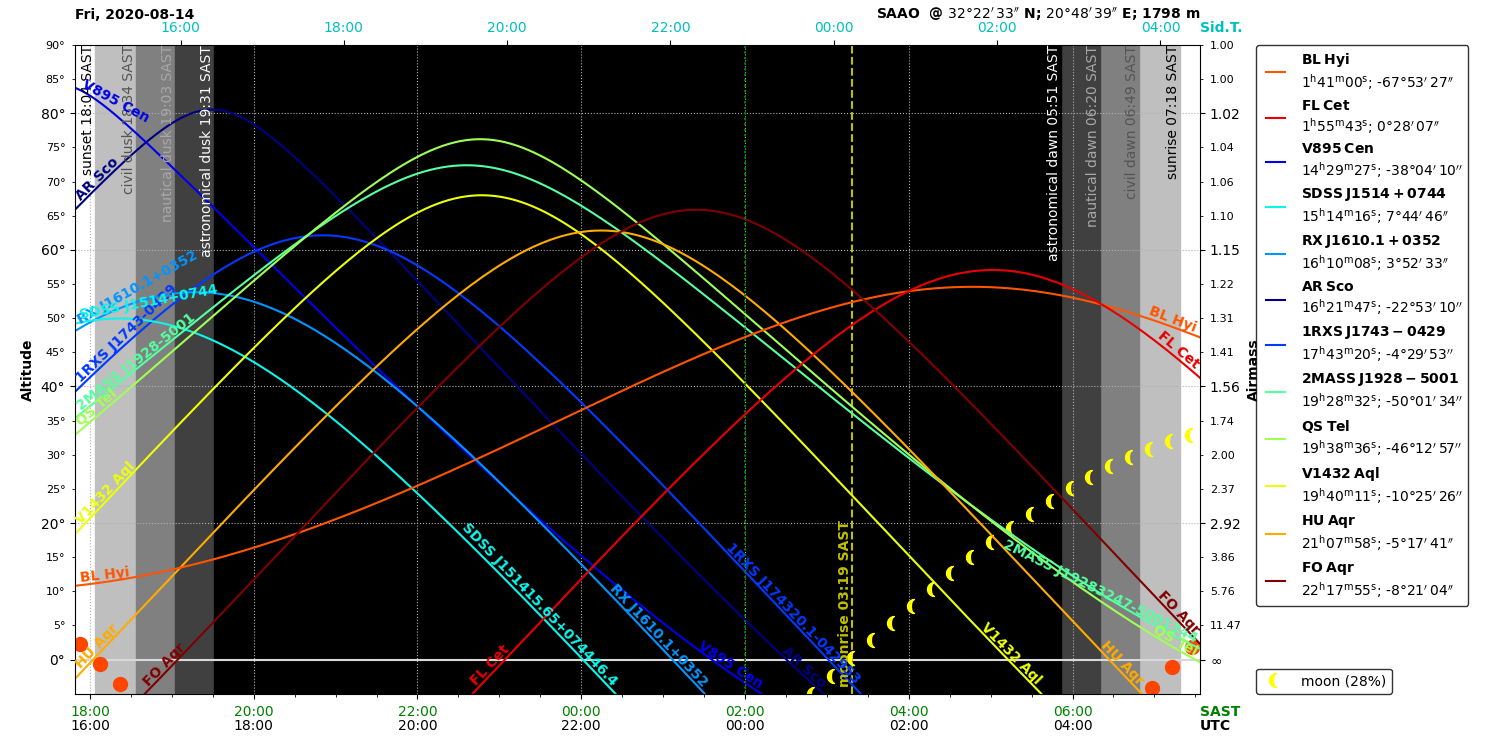 Fri, 2020-08-14
SAAO @ 32°22′33″ N; 20°48′39″ E; 1798 m
16:00 18:00 20:00 22:00 00:00 02:00 04:00 Sid.T.
Altitude
90°
85°
80°
75°
70°
65°
60°
55°
50°
45°
40°
35°
30°
25°
20°
15°
10°
5°
0°
sunset 18:04 SAST
civil dusk 18:34 SAST
nautical dusk 19:03 SAST
astronomical dusk 19:31 SAST
astronomical dawn 05:51 SAST
nautical dawn 06:20 SAST
civil dawn 06:49 SAST
sunrise 07:18 SAST
moonrise 03:19 SAST
V895 Cen
AR Sco
RX J1610.1+0352
SDSS J1514+0744
1RXS J1743-0429
2MASS J1928-5001
QS Tel
V1432 Aql
BL Hyi
HU Aqr
FO Aqr
FL Cet
SDSS J151415.65+074446.4
RX J1610.1+0352
V895 Cen
AR Sco
1RXS J174320.1-042953
V1432 Aql
HU Aqr
2MASS J19283247-5001344
QS Tel
FO Aqr
FL Cet
BL Hyi
1.00
1.00
1.02
1.04
1.06
1.10
1.15
1.22
1.31
1.41
1.56
1.74
2.00
2.37
2.92
3.86
5.76
11.47
∞
Airmass
18:00 20:00 22:00 00:00 02:00 04:00 06:00 SAST
16:00 18:00 20:00 22:00 00:00 02:00 04:00 UTC
BL Hyi
1h41m00s; -67°53′27″
FL Cet
1h55m43s; 0°28′07″
V895 Cen
14h29m27s; -38°04′10″
SDSS J1514+0744
15h14m16s; 7°44′46″
RX J1610.1+0352
16h10m08s; 3°52′33″
AR Sco
16h21m47s; -22°53′10″
1RXS J1743−0429
17h43m20s; -4°29′53″
2MASS J1928−5001
19h28m32s; -50°01′34″
QS Tel
19h38m36s; -46°12′57″
V1432 Aql
19h40m11s; -10°25′26″
HU Aqr
21h07m58s; -5°17′41″
FO Aqr
22h17m55s; -8°21′04″
moon (28%)